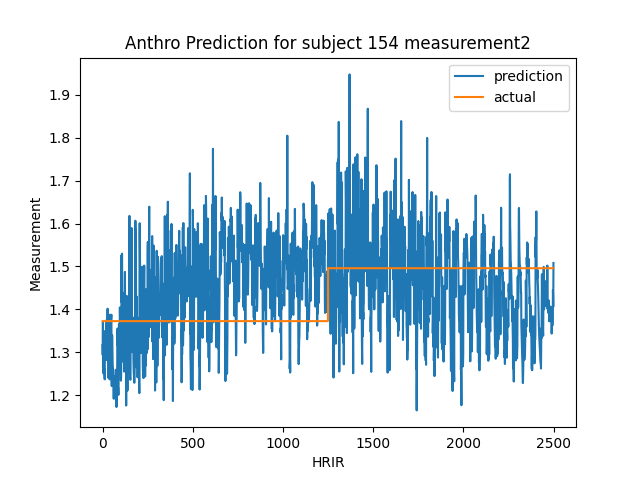 Anthro Prediction for subject 154 measurement2
prediction
actual
Measurement
1.9
1.8
1.7
1.6
1.5
1.4
1.3
1.2
0
500
1000
1500
2000
2500
HRIR